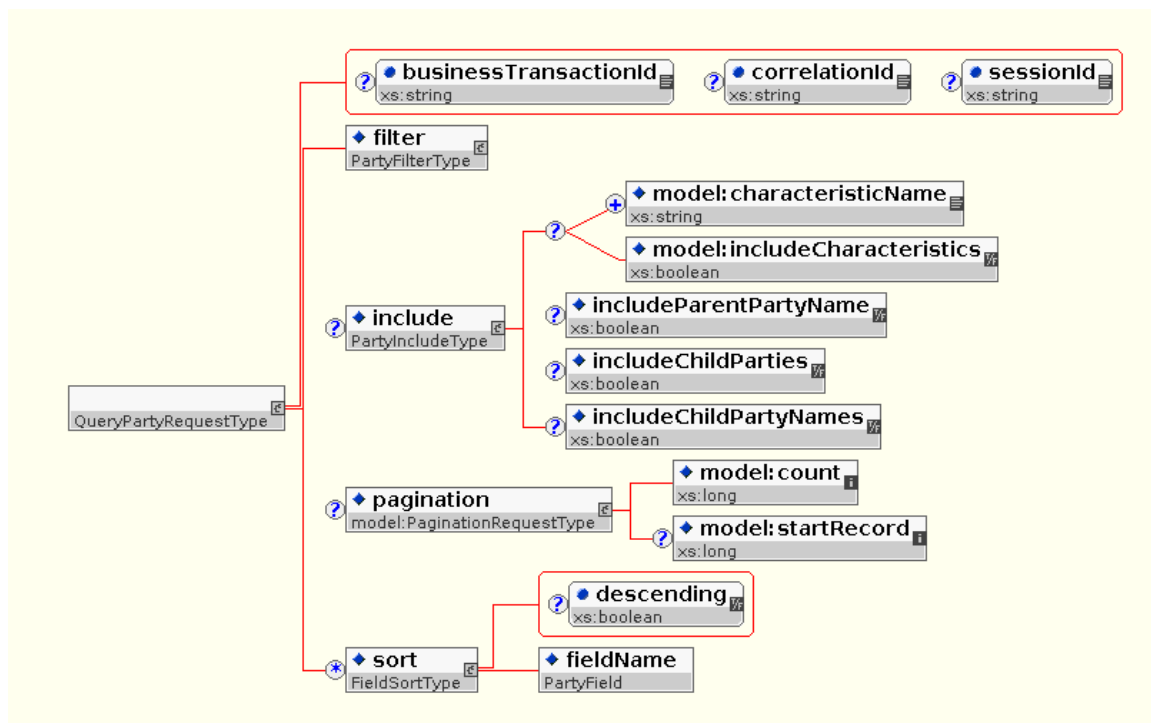 businessTransactionId
xs:string
correlationId
xs:string
sessionId
xs:string
filter
PartyFilterType
model:characteristicName
xs:string
model:includeCharacteristics
xs:boolean
include
PartyIncludeType
includeParentPartyName
xs:boolean
includeChildParties
xs:boolean
includeChildPartyNames
xs:boolean
QueryPartyRequestType
pagination
model:PaginationRequestType
model:count
xs:long
model:startRecord
xs:long
descending
xs:boolean
sort
FieldSortType
fieldName
PartyField